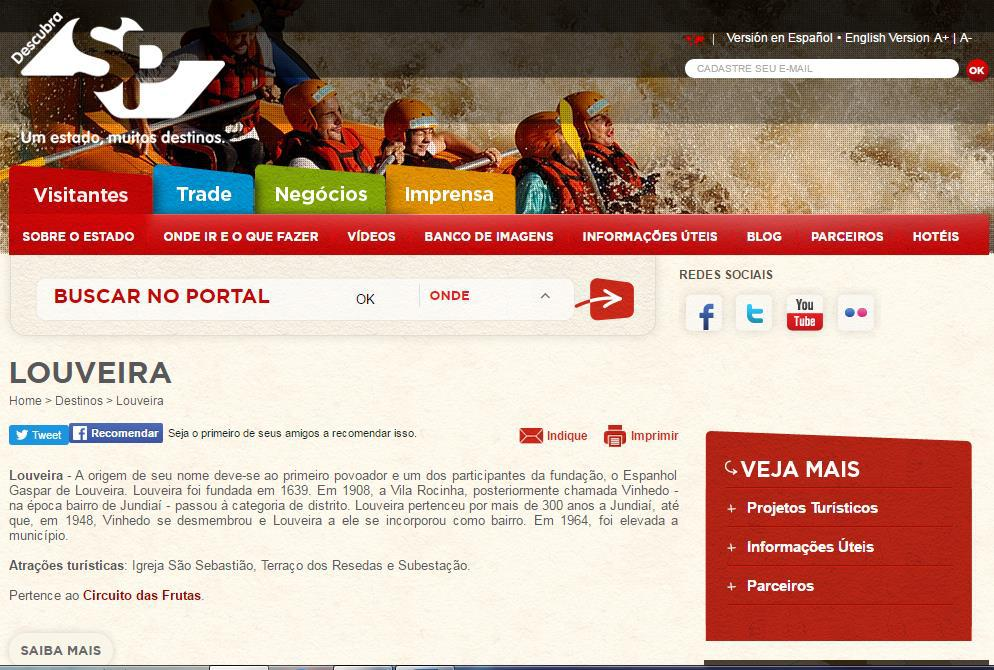 Descubra
SP
Um estado, muitos destinos.
| Versión en Español • English Version A+ | A-
CADASTRE SEU E-MAIL OK
Visitantes Trade Negócios Imprensa
SOBRE O ESTADO ONDE IR E O QUE FAZER VÍDEOS BANCO DE IMAGENS INFORMAÇÕES ÚTEIS BLOG PARCEIROS HOTÉIS
BUSCAR NO PORTAL OK ONDE
REDES SOCIAIS
You
Tube
LOUVEIRA
Home > Destinos > Louveira
Tweet Recomendar Seja o primeiro de seus amigos a recomendar isso. Indique Imprimir
Louveira - A origem de seu nome deve-se ao primeiro povoador e um dos participantes da fundação, o Espanhol
Gaspar de Louveira. Louveira foi fundada em 1639. Em 1908, a Vila Rocinha, posteriormente chamada Vinhedo -
na época bairro de Jundiaí - passou à categoria de distrito. Louveira pertenceu por mais de 300 anos a Jundiaí, até
que, em 1948, Vinhedo se desmembrou e Louveira a ele se incorporou como bairro. Em 1964, foi elevada a
município.
Atrações turísticas: Igreja São Sebastião, Terraço dos Resedas e Subestação.
Pertence ao Circuito das Frutas.
SAIBA MAIS
VEJA MAIS
+ Projetos Turísticos
+ Informações Úteis
+ Parceiros